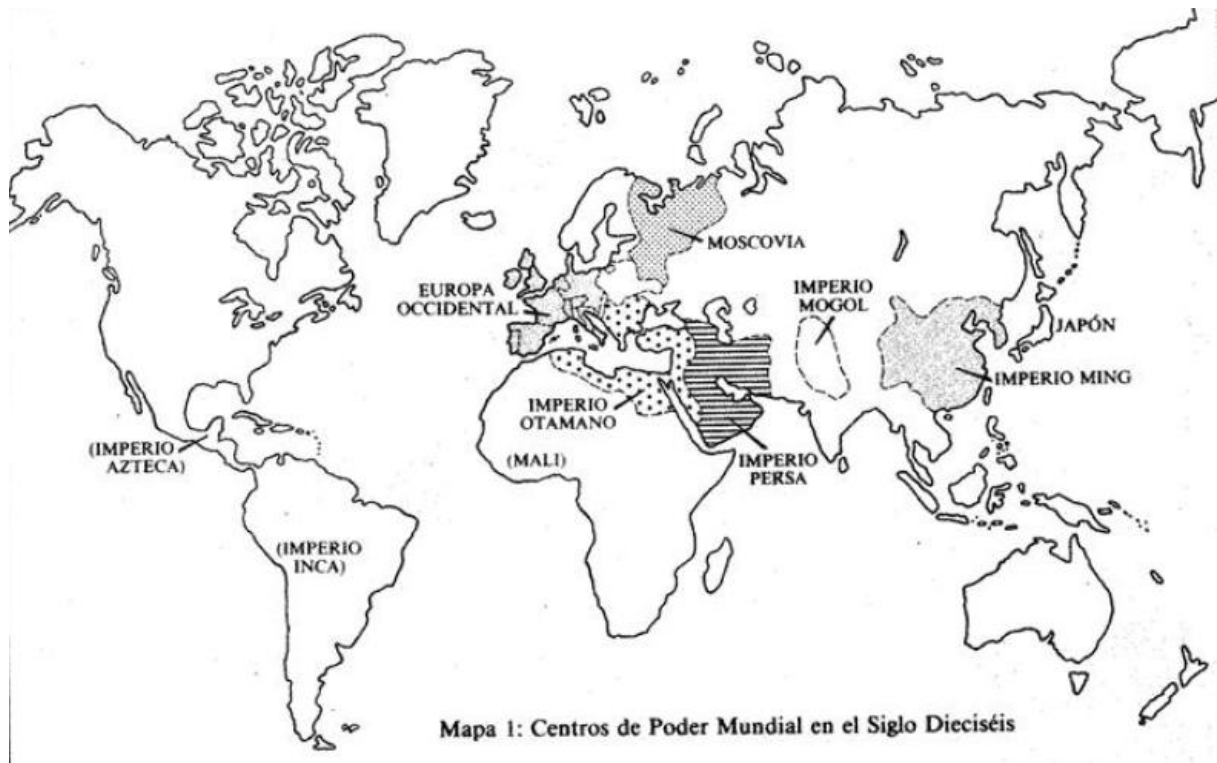 MOSCOVIA
EUROPA
OCCIDENTAL
IMPERIO
MOGOL
JAPÓN
IMPERIO MING
IMPERIO
OTAMANO
(IMPERIO
AZTECA)
(MALI)
IMPERIO
PERSA
(IMPERIO
INCA)
Mapa 1: Centros de Poder Mundial en el Siglo Dieciséis